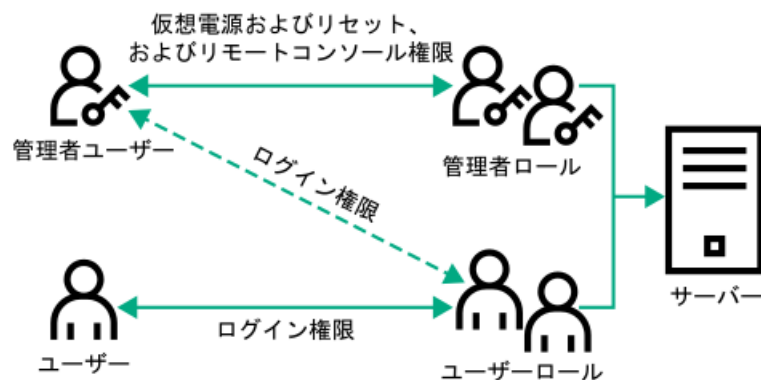 仮想電源およびリセット、
およびリモートコンソール権限
管理者ユーザー
管理者ロール
ログイン権限
サーバー
ログイン権限
ユーザー
ユーザーロール